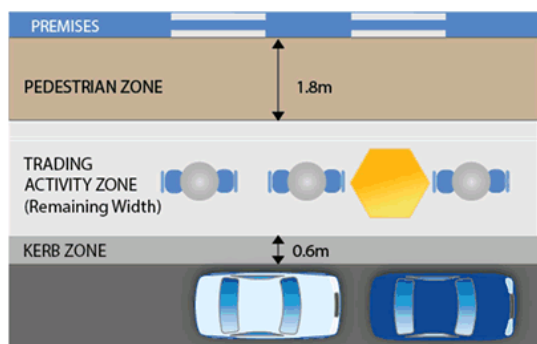 PREMISES
PEDESTRIAN ZONE
1.8m
TRADING
ACTIVITY ZONE
(Remaining Width)
KERB ZONE
0.6m